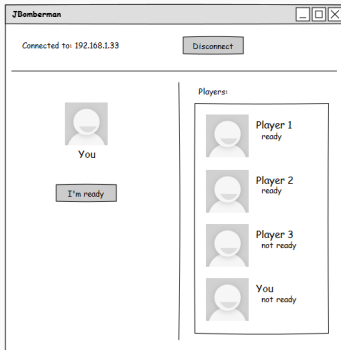 JBomberman
Connected to: 192.168.1.33
Disconnect
You
I'm ready
Players:
Player 1
ready
Player 2
ready
Player 3
not ready
You
not ready